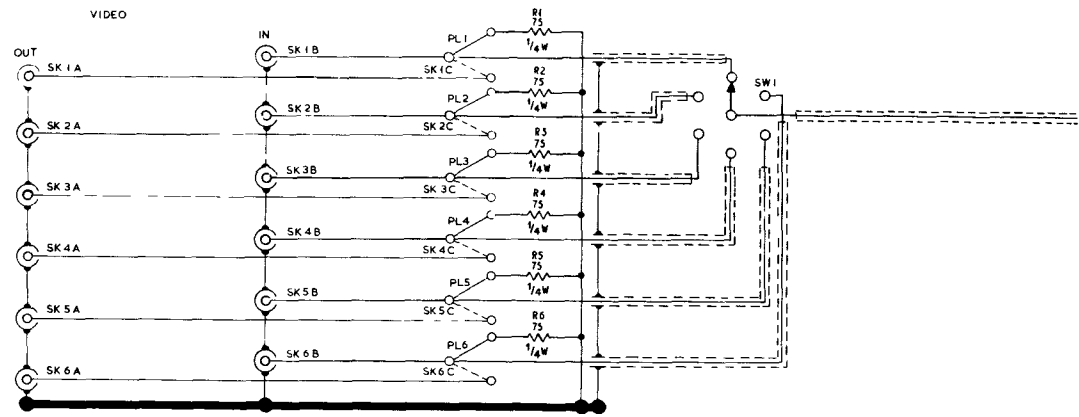 VIDEO
OUT
IN
SK1A
SK1B
PL1
SK1C
R1
75
1/4W
SK2A
SK2B
PL2
SK2C
R2
75
1/4W
SK3A
SK3B
PL3
SK3C
R3
75
1/4W
SK4A
SK4B
PL4
SK4C
R4
75
1/4W
SK5A
SK5B
PL5
SK5C
R5
75
1/4W
SK6A
SK6B
PL6
SK6C
R6
75
1/4W
SW1